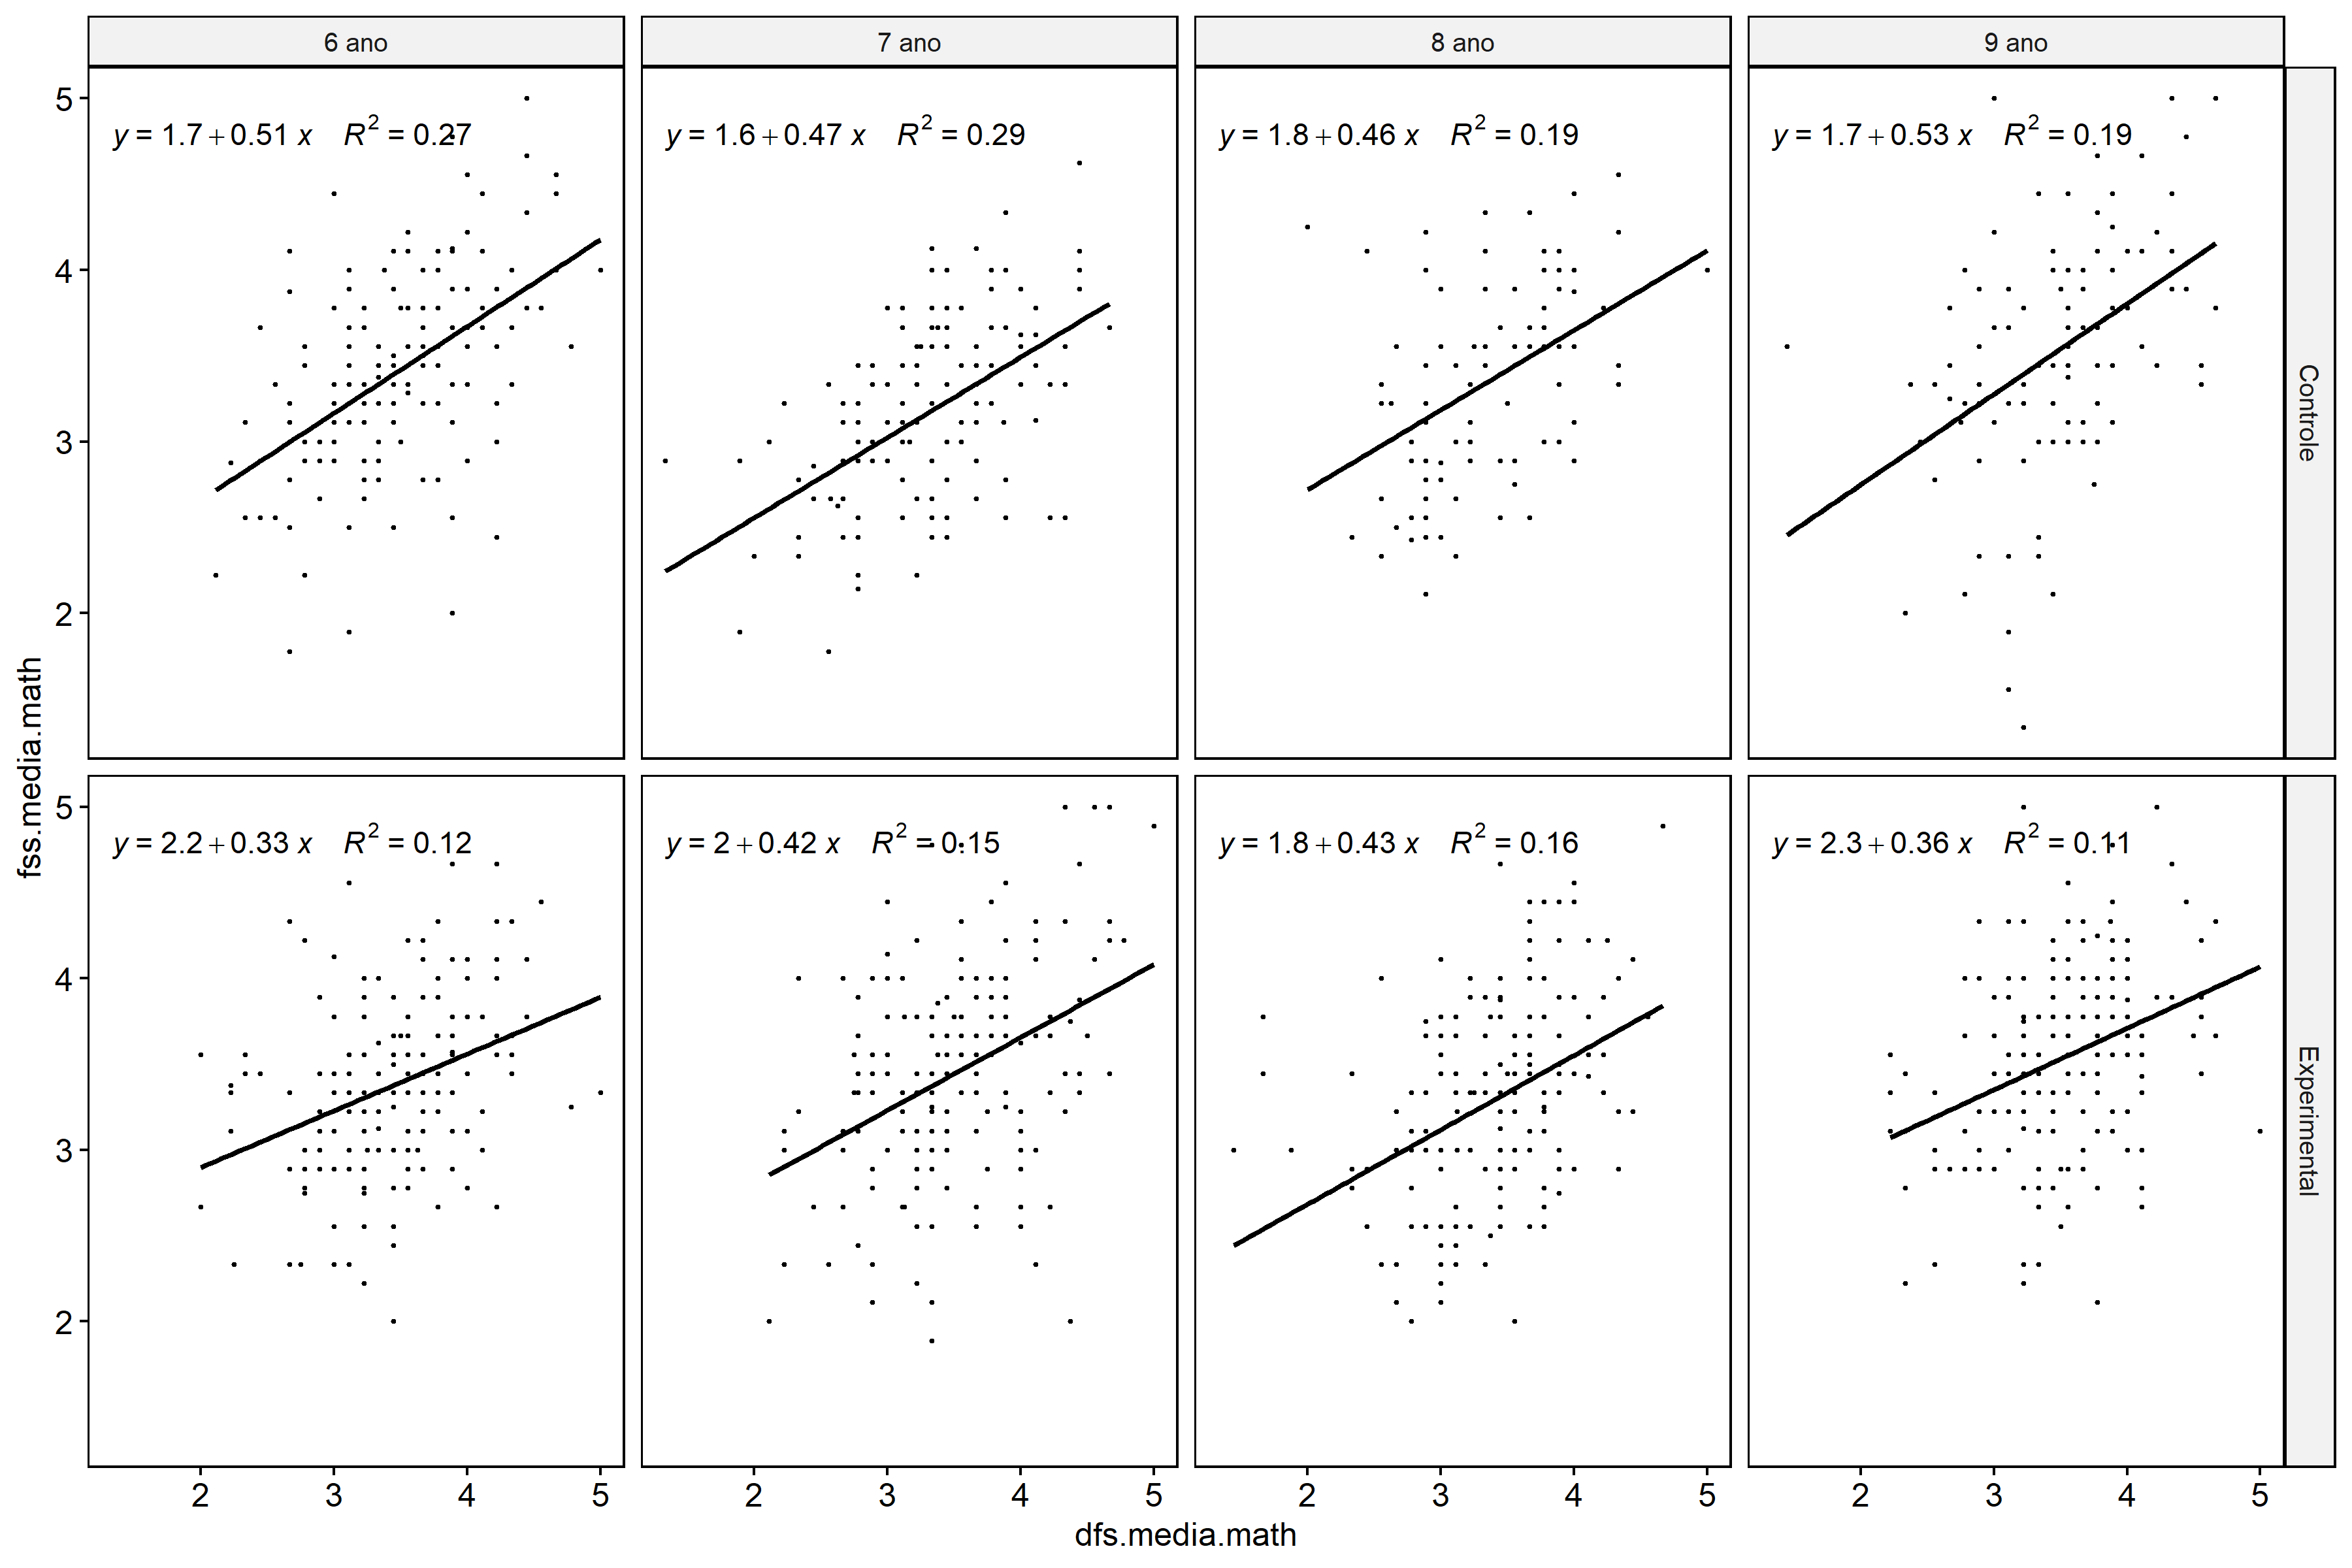 6 ano 7 ano 8 ano 9 ano
y = 1.7 + 0.51 x R² = 0.27
y = 1.6 + 0.47 x R² = 0.29
y = 1.8 + 0.46 x R² = 0.19
y = 1.7 + 0.53 x R² = 0.19
5
4
3
2
Controle
fss.media.math
y = 2.2 + 0.33 x R² = 0.12
y = 2 + 0.42 x R² = 0.15
y = 1.8 + 0.43 x R² = 0.16
y = 2.3 + 0.36 x R² = 0.11
5
4
3
2
Experimental
2 3 4 5 2 3 4 5 2 3 4 5 2 3 4 5
dfs.media.math